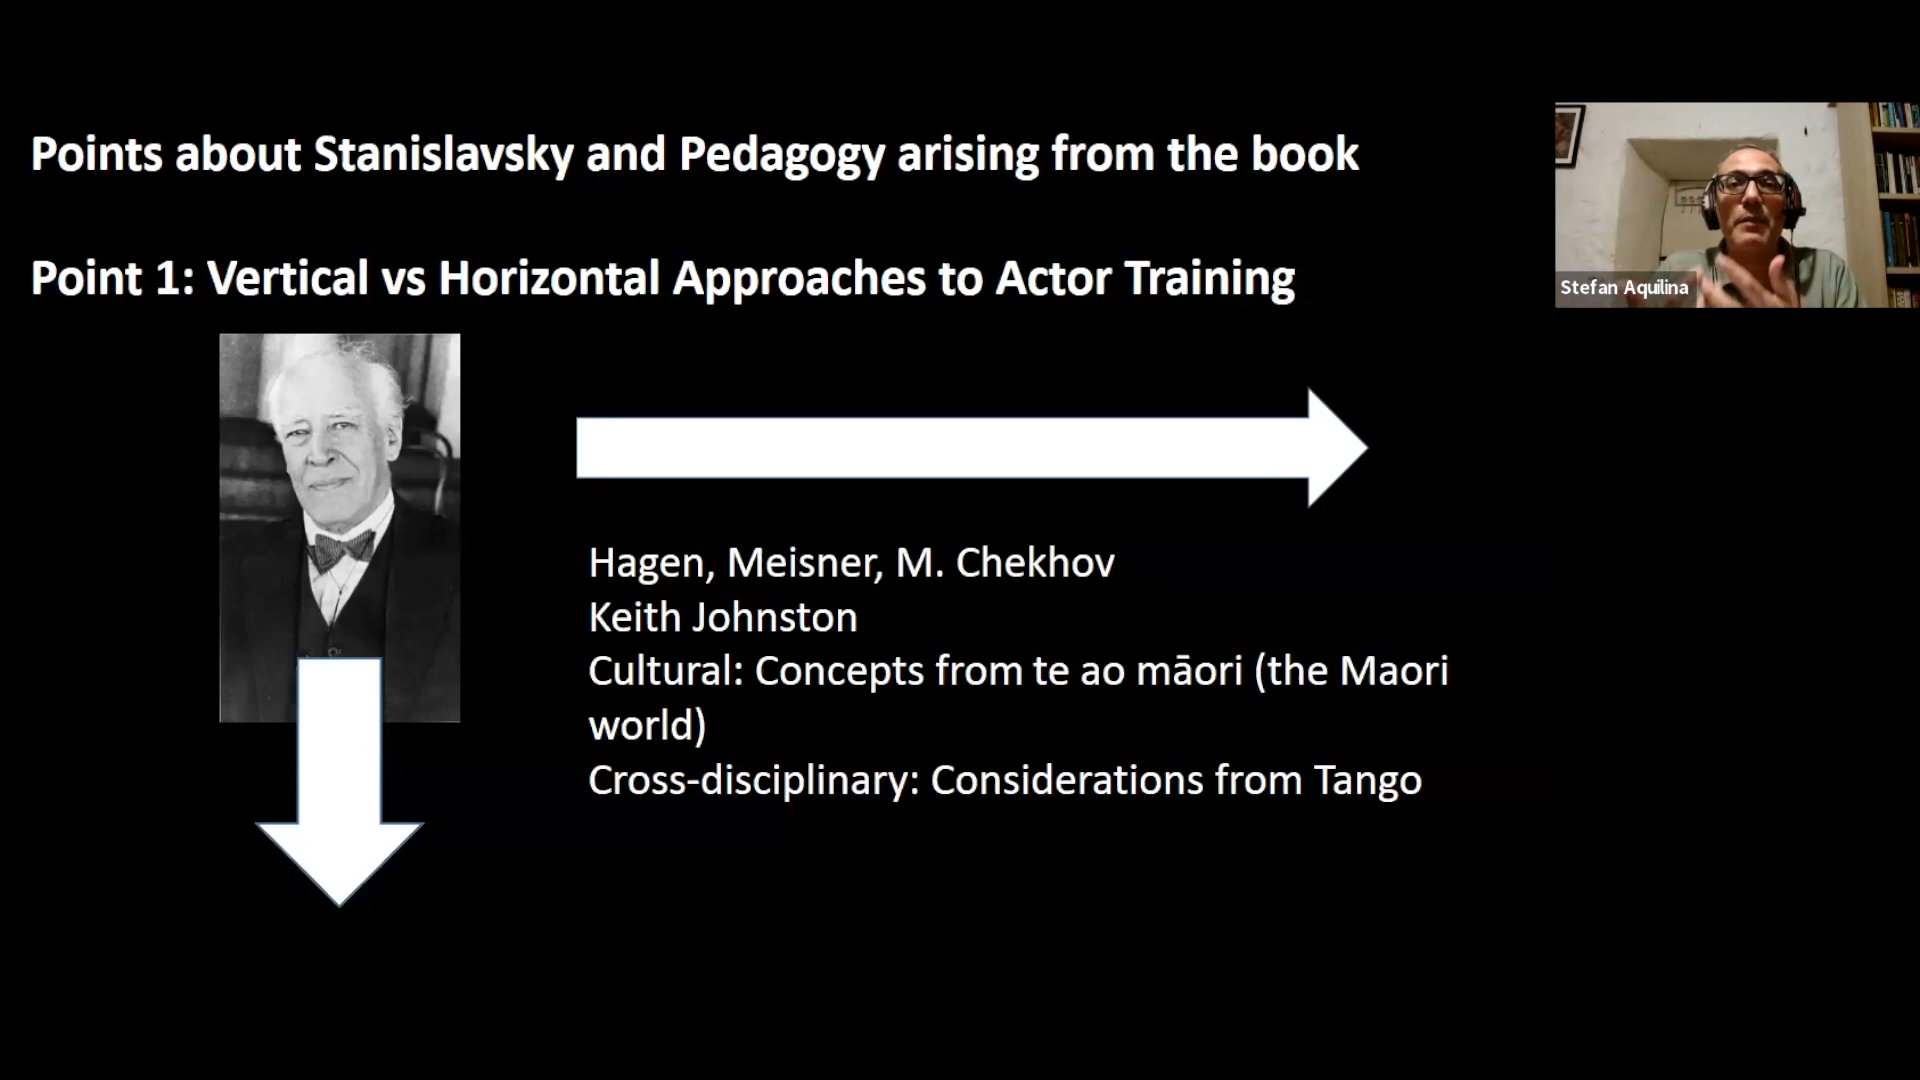 Points about Stanislavsky and Pedagogy arising from the book
Point 1: Vertical vs Horizontal Approaches to Actor Training
Stefan Aquilina
Hagen, Meisner, M. Chekhov
Keith Johnston
Cultural: Concepts from te ao māori (the Maori
world)
Cross-disciplinary: Considerations from Tango